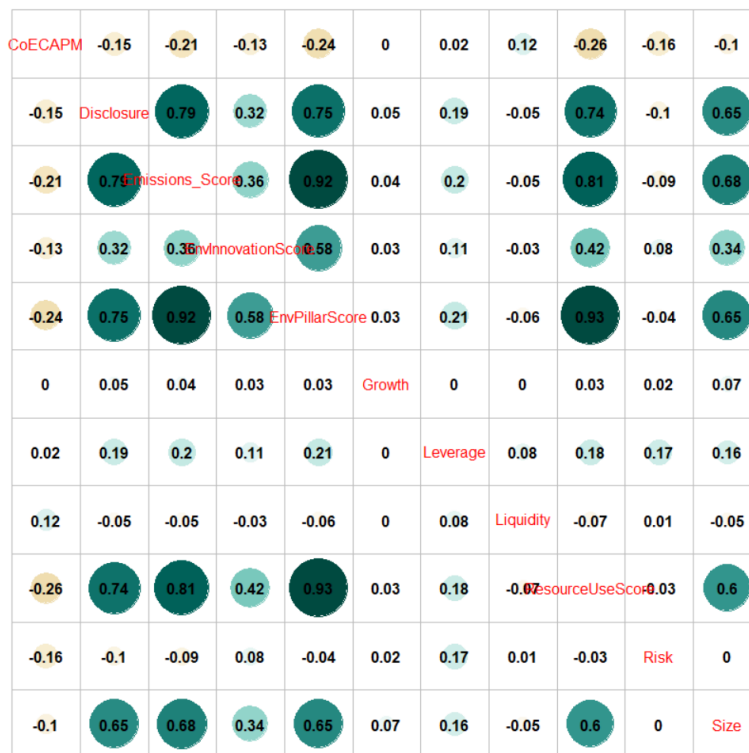 CoECAPM -0.15 -0.21 -0.13 -0.24 0 0.02 0.12 -0.26 -0.16 -0.1
-0.15 Disclosure 0.79 0.32 0.75 0.05 0.19 -0.05 0.74 -0.1 0.65
-0.21 0.79 Emissions_Score 0.36 0.92 0.04 0.2 -0.05 0.81 -0.09 0.68
-0.13 0.32 0.36 EnvInnovationScore 0.58 0.03 0.11 -0.03 0.42 0.08 0.34
-0.24 0.75 0.92 0.58 EnvPillarScore 0.03 0.21 -0.06 0.93 -0.04 0.65
0 0.05 0.04 0.03 0.03 Growth 0 0 0.03 0.02 0.07
0.02 0.19 0.2 0.11 0.21 0 Leverage 0.08 0.18 0.17 0.16
0.12 -0.05 -0.05 -0.03 -0.06 0 0.08 Liquidity -0.07 0.01 -0.05
-0.26 0.74 0.81 0.42 0.93 0.03 0.18 -0.07 ResourceUseScore -0.03 0.6
-0.16 -0.1 -0.09 0.08 -0.04 0.02 0.17 0.01 -0.03 Risk 0
-0.1 0.65 0.68 0.34 0.65 0.07 0.16 -0.05 0.6 0 Size